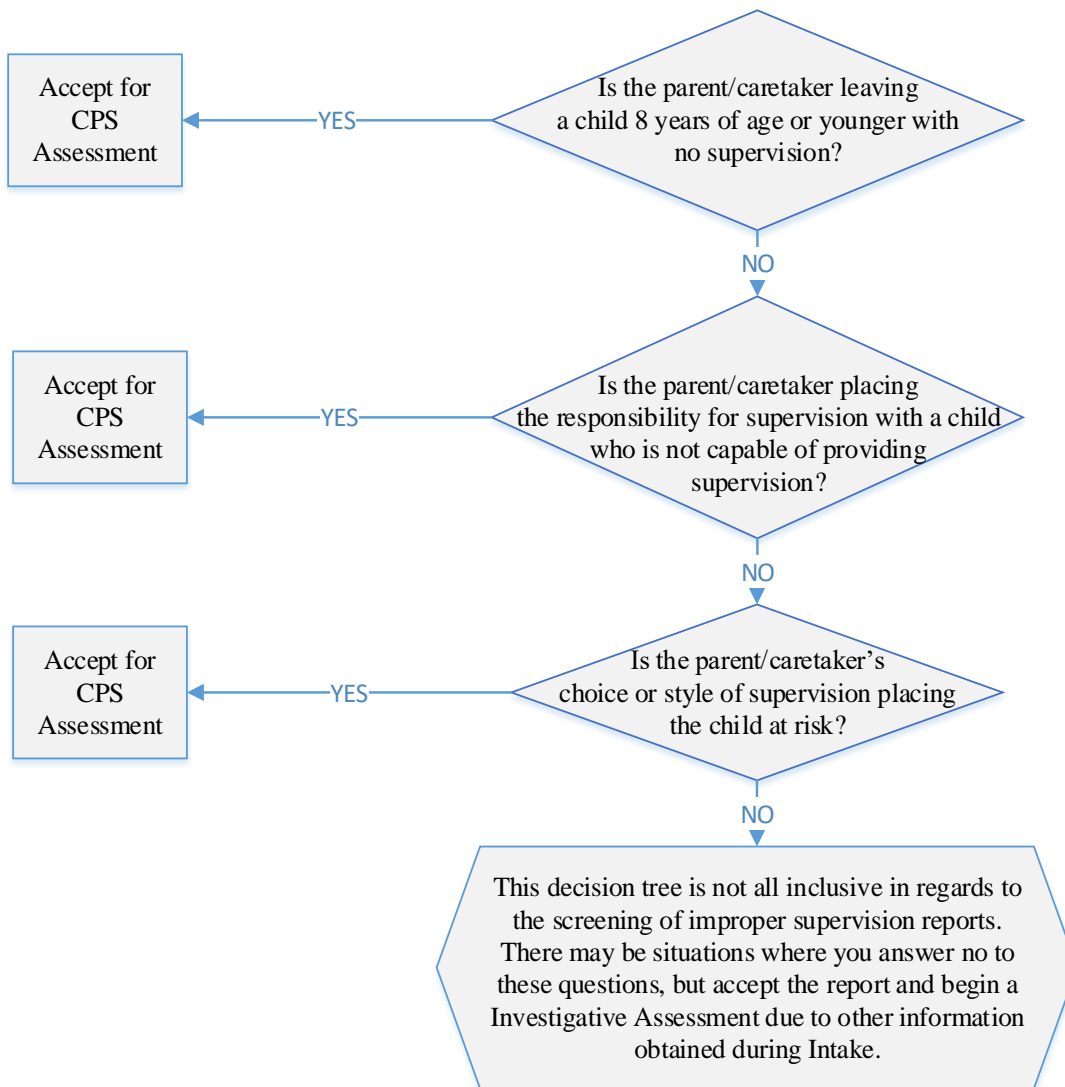 Is the parent/caretaker leaving
a child 8 years of age or younger with
no supervision?
YES
Accept for
CPS
Assessment
NO
Is the parent/caretaker placing
the responsibility for supervision with a child
who is not capable of providing
supervision?
YES
Accept for
CPS
Assessment
NO
Is the parent/caretaker’s
choice or style of supervision placing
the child at risk?
YES
Accept for
CPS
Assessment
NO
This decision tree is not all inclusive in regards to
the screening of improper supervision reports.
There may be situations where you answer no to
these questions, but accept the report and begin a
Investigative Assessment due to other information
obtained during Intake.